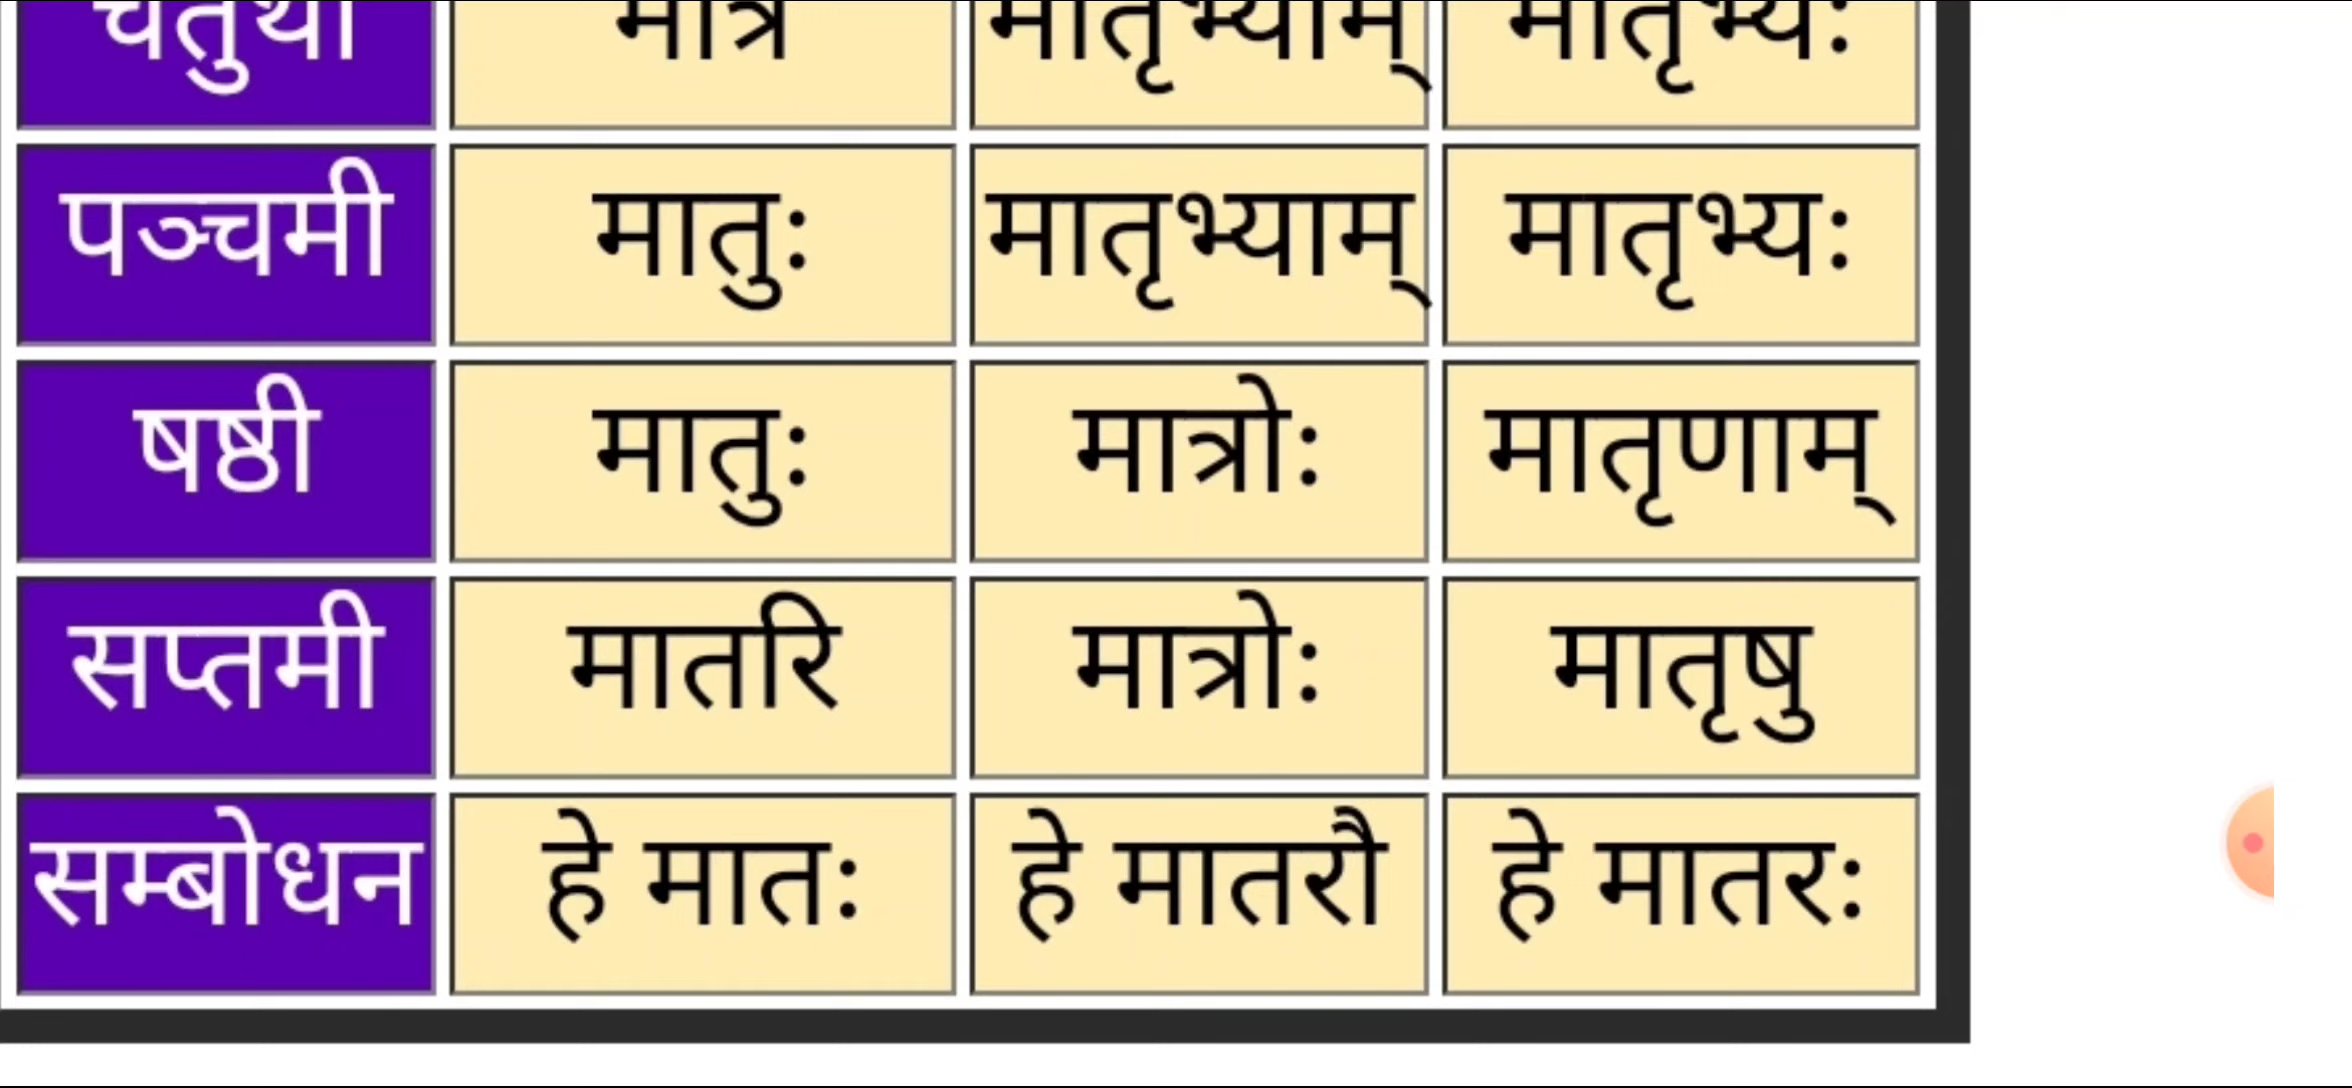 पञ्चमी मातुः मातृभ्याम् मातृभ्यः
षष्ठी मातुः मात्रोः मातृणाम्
सप्तमी मातरि मात्रोः मातृषु
सम्बोधन हे मातः हे मातरौ हे मातरः